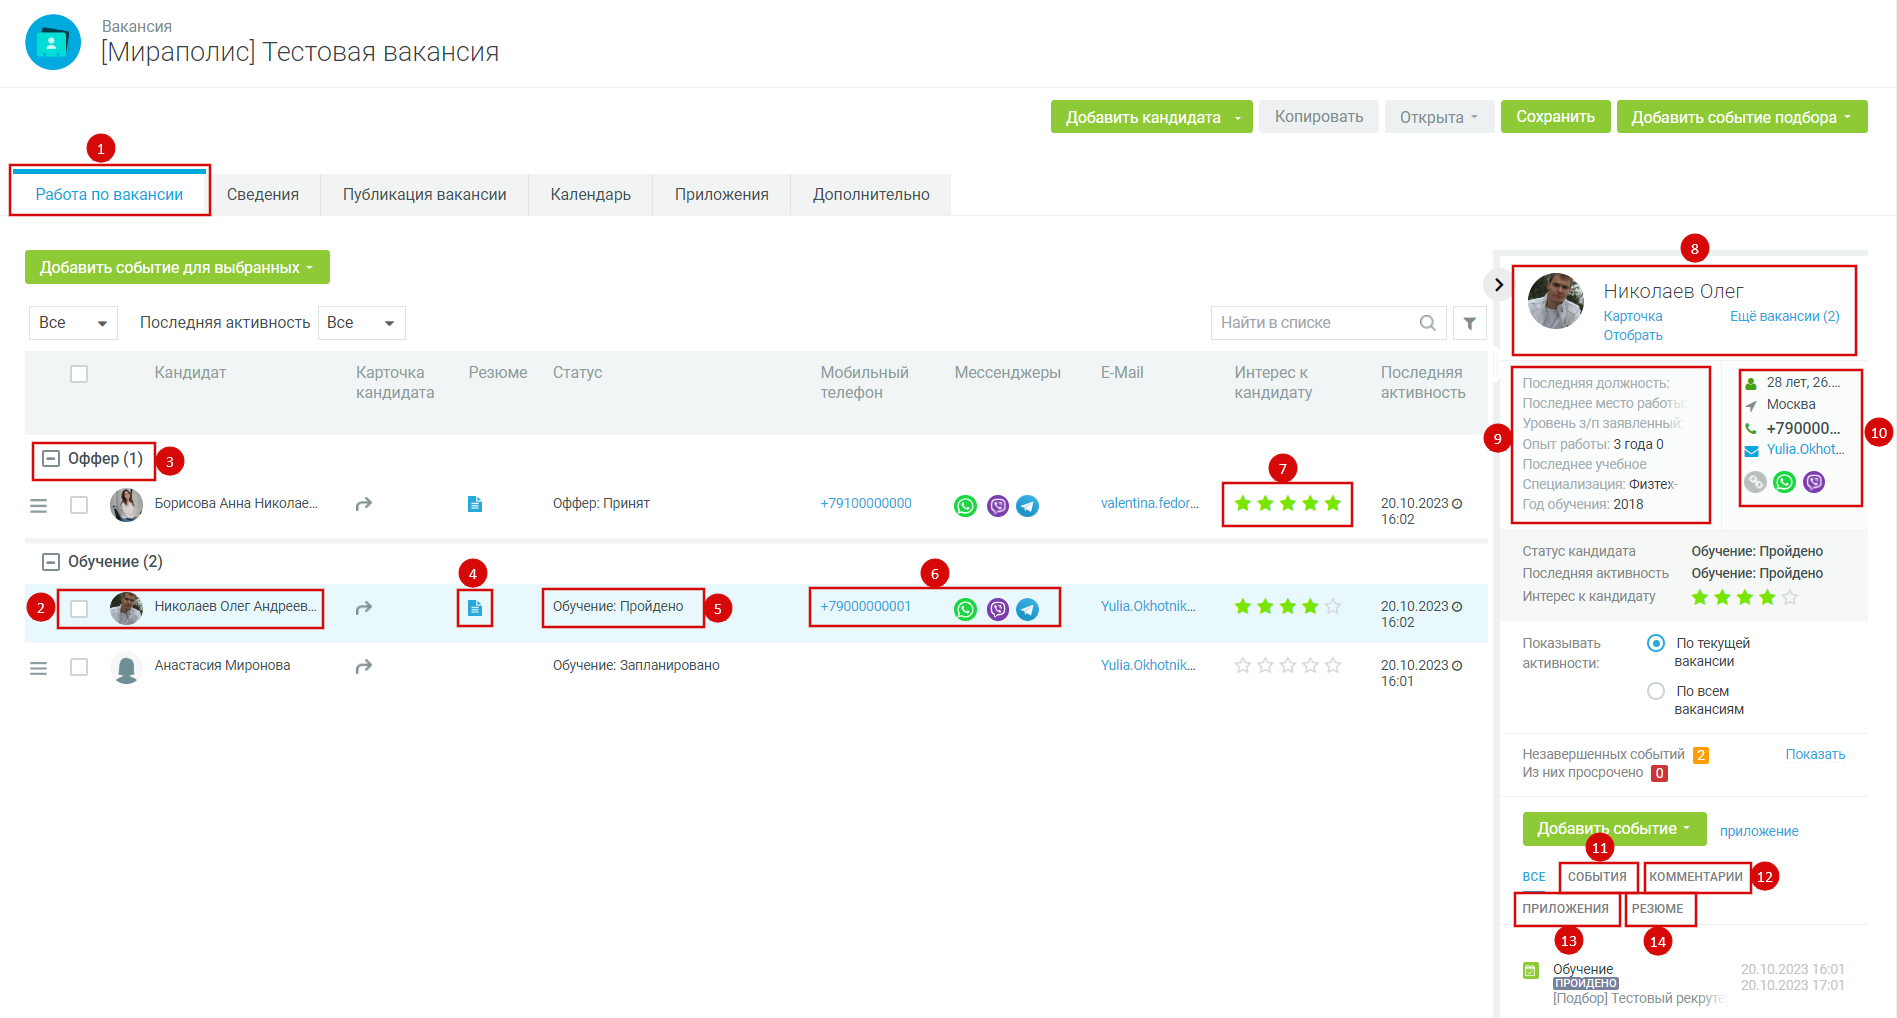 Вакансия
[Мираполис] Тестовая вакансия
Добавить кандидата
Копировать
Открыта
Сохранить
Добавить событие подбора
1
Работа по вакансии
Сведения
Публикация вакансии
Календарь
Приложения
Дополнительно
Добавить событие для выбранных
Все
Последняя активность
Все
Найти в списке
Кандидат
Карточка
кандидата
Резюме
Статус
Мобильный
телефон
Мессенджеры
E-Mail
Интерес к
кандидату
Последняя
активность
Оффер (1)
3
7
Борисова Анна Николае...
Оффер: Принят
+79100000000
valentina.fedor...
20.10.2023
16:02
Обучение (2)
4
6
2
Николаев Олег Андреев...
Обучение: Пройдено
5
+79000000001
Yulia.Okhotnik...
20.10.2023
16:02
Анастасия Миронова
Обучение: Запланировано
Yulia.Okhotnik...
20.10.2023
16:01
8
Николаев Олег
Карточка
Ещё вакансии (2)
Отобрать
9
Последняя должность:
Последнее место работы:
Уровень з/п заявленный:
Опыт работы: 3 года 0
Последнее учебное
Специализация: Физтех-
Год обучения: 2018
28 лет, 26....
Москва
+790000...
Yulia.Okhot...
10
Статус кандидата
Обучение: Пройдено
Последняя активность
Обучение: Пройдено
Интерес к кандидату
Показывать
активности:
По текущей
вакансии
По всем
вакансиям
Незавершенных событий 2
Показать
Из них просрочено 0
Добавить событие
приложение
11
ВСЕ
СОБЫТИЯ
КОММЕНТАРИИ
12
ПРИЛОЖЕНИЯ
РЕЗЮМЕ
13
14
Обучение
20.10.2023 16:01
ПРОЙДЕНО
20.10.2023 17:01
[Подбор] Тестовый рекруте